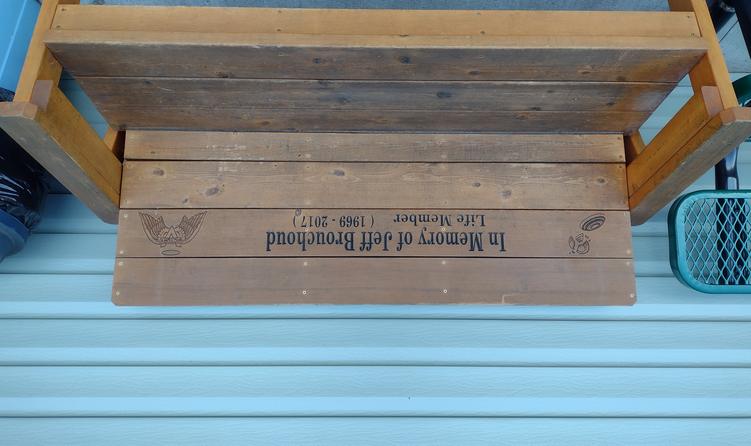 In Memory of Jeff Brouchoud
Life Member (1969 - 2017)